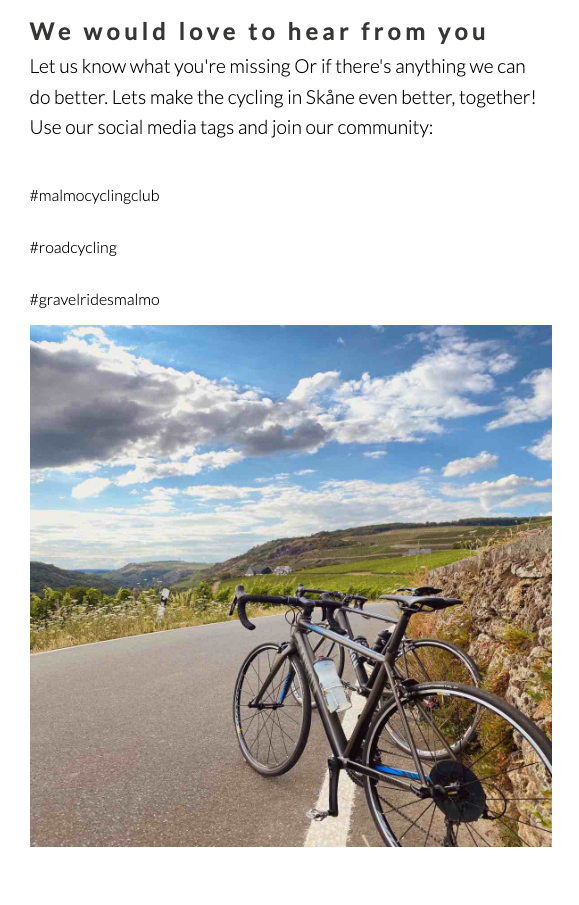 We would love to hear from you
Let us know what you're missing Or if there's anything we can
do better. Lets make the cycling in Skåne even better, together!
Use our social media tags and join our community:
#malmocyclingclub
#roadcycling
#gravelridesmalmo